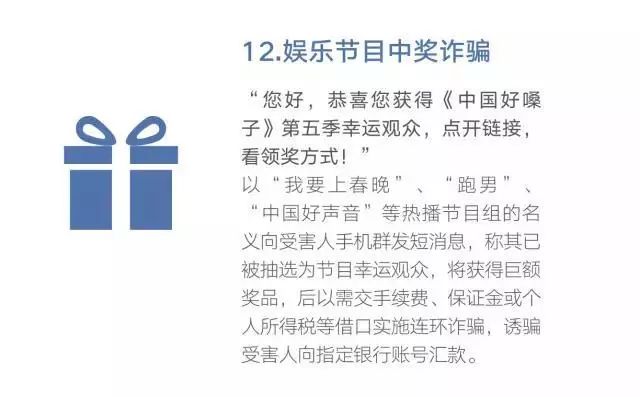 12.娱乐节目中奖诈骗
“您好，恭喜您获得《中国好嗓
子》第五季幸运观众，点开链接，
看领奖方式！”
以“我要上春晚”、“跑男”、
“中国好声音”等热播节目组的名
义向受害人手机群发短消息，称其已
被抽选为节目幸运观众，将获得巨额
奖品，后以需交手续费、保证金或个
人所得税等借口实施连环诈骗，诱骗
受害人向指定银行账号汇款。